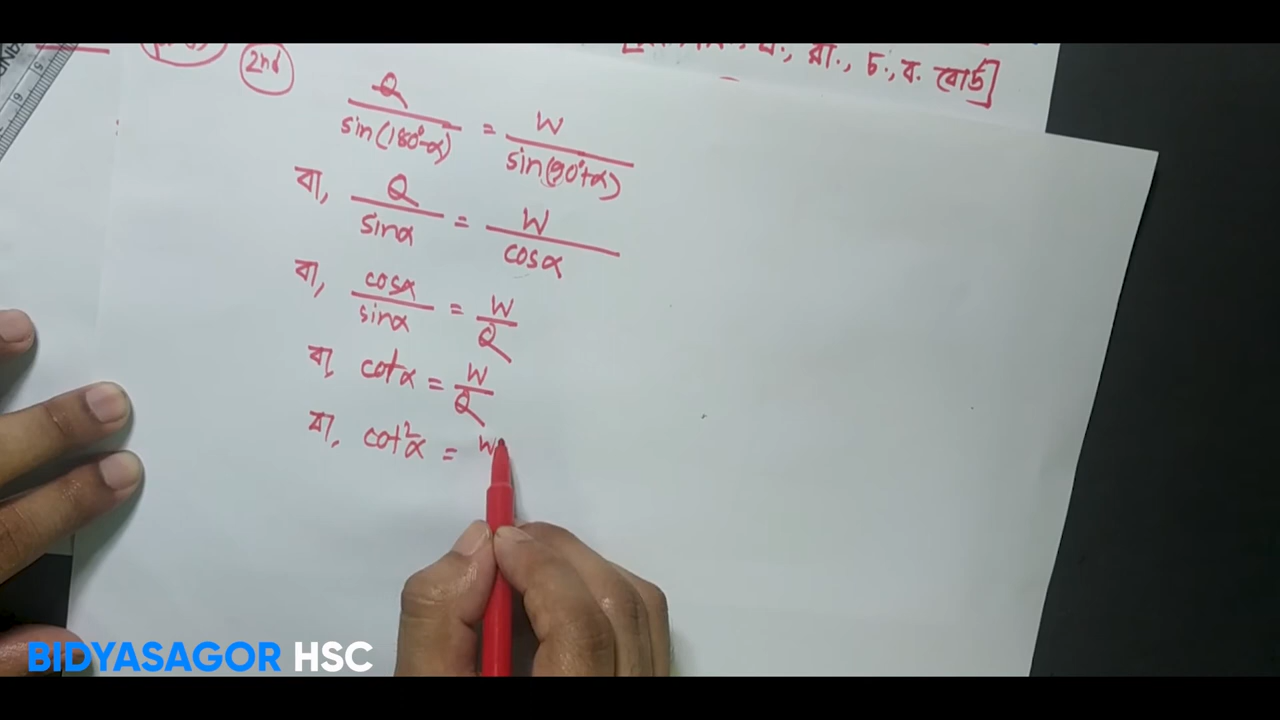 2nd
চ., ব. বোর্ড]
Q/sin(180°-α) = W/sin(90°+α)
বা, Q/sinα = W/cosα
বা, cosα/sinα = W/Q
বা, cotα = W/Q
বা, cot²α = W
BIDYASAGOR HSC